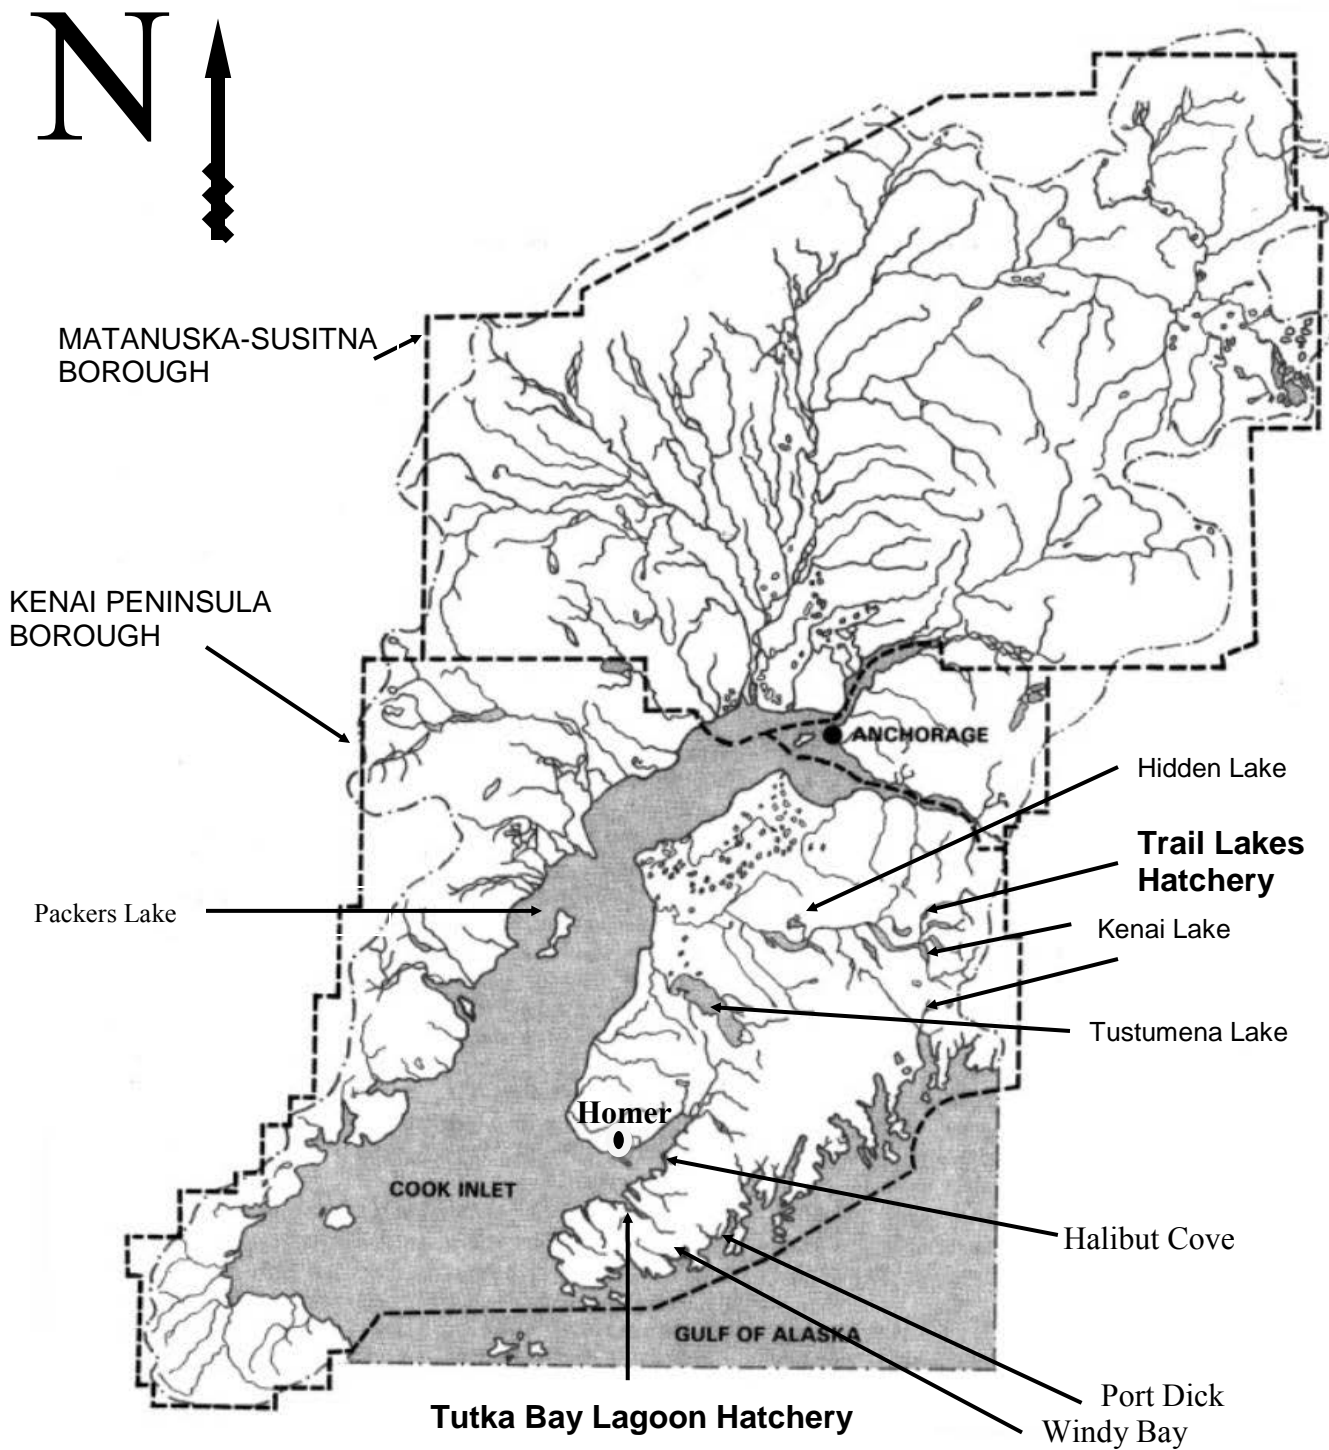 N
MATANUSKA-SUSITNA
BOROUGH
KENAI PENINSULA
BOROUGH
ANCHORAGE
Hidden Lake
Trail Lakes
Hatchery
Packers Lake
Kenai Lake
Tustumena Lake
Homer
COOK INLET
Halibut Cove
GULF OF ALASKA
Port Dick
Tutka Bay Lagoon Hatchery
Windy Bay